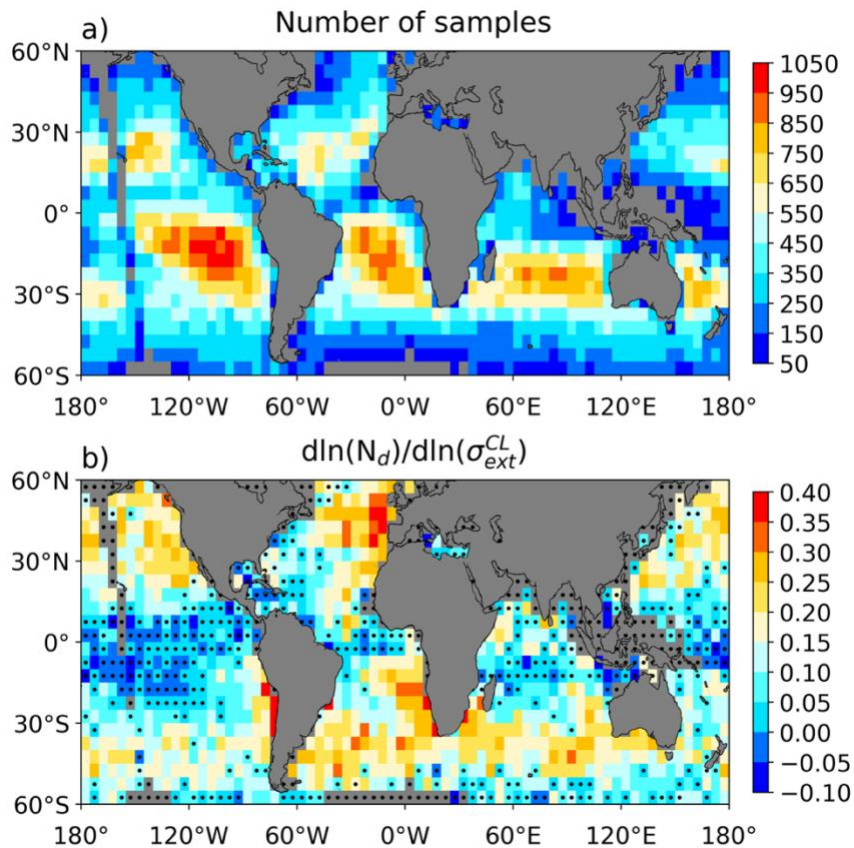 a) Number of samples
60°N
30°N
0°
30°S
60°S
180° 120°W 60°W 0°W 60°E 120°E 180°
1050
950
850
750
650
550
450
350
250
150
50
b) dln(N_d)/dln(σ_ext^CL)
60°N
30°N
0°
30°S
60°S
180° 120°W 60°W 0°W 60°E 120°E 180°
0.40
0.35
0.30
0.25
0.20
0.15
0.10
0.05
0.00
−0.05
−0.10